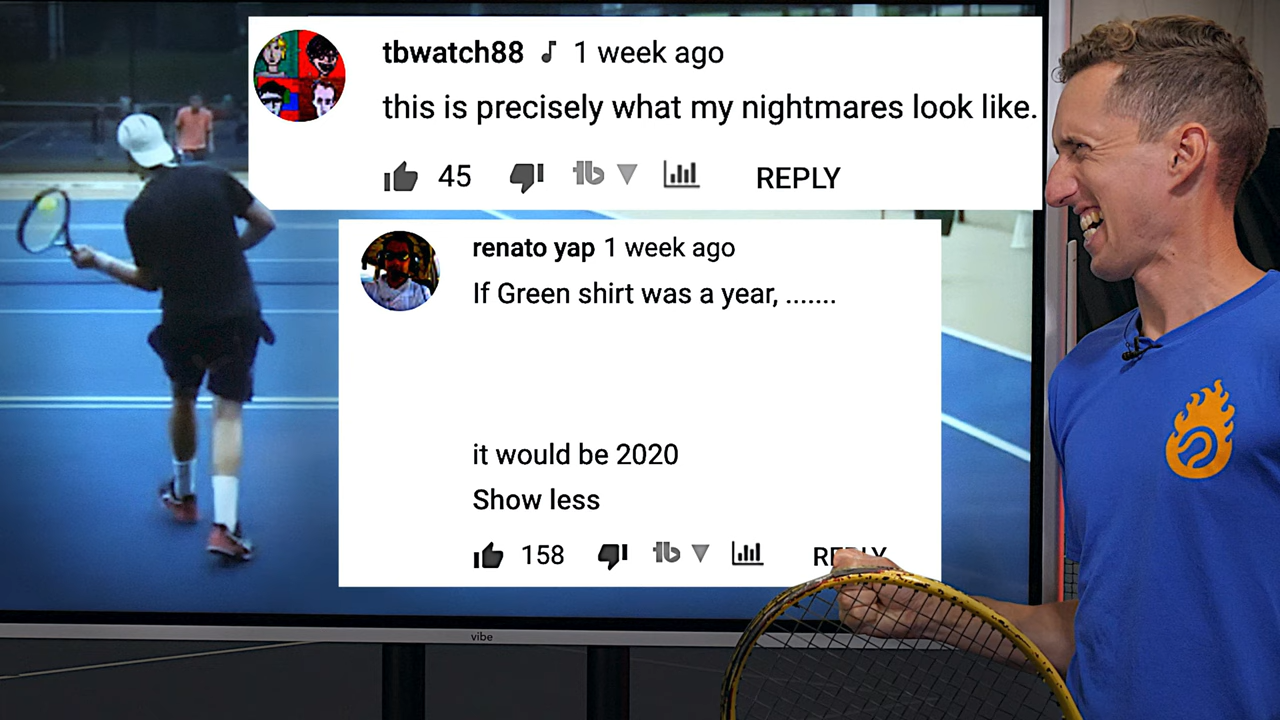 tbwatch88 ♪ 1 week ago
this is precisely what my nightmares look like.
45 REPLY
renato yap 1 week ago
If Green shirt was a year, .......
it would be 2020
Show less
158 REPLY
vibe